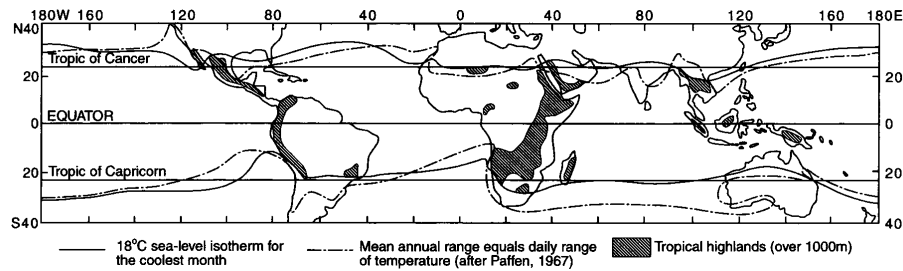 180W 160 120 80 40 0 40 80 120 160 180E
N40 40
Tropic of Cancer
20 20
EQUATOR
0 0
Tropic of Capricorn
20 20
S40 40
18°C sea-level isotherm for
the coolest month
Mean annual range equals daily range
of temperature (after Paffen, 1967)
Tropical highlands (over 1000m)